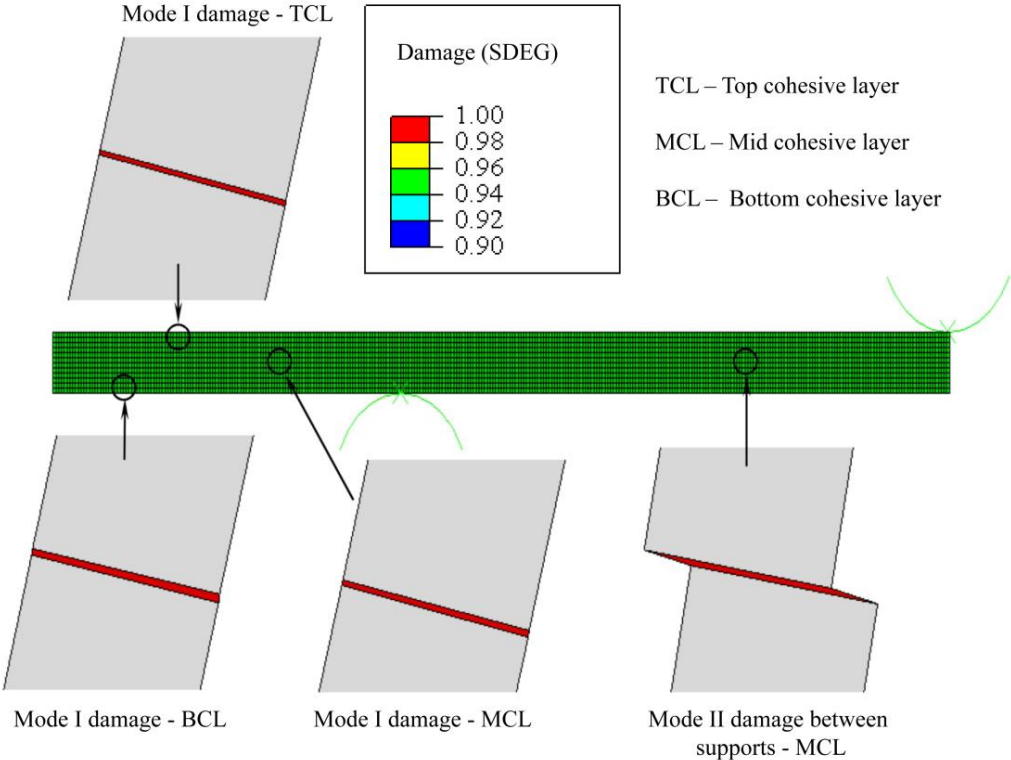 Mode I damage - TCL
Damage (SDEG)
1.00
0.98
0.96
0.94
0.92
0.90
TCL – Top cohesive layer
MCL – Mid cohesive layer
BCL – Bottom cohesive layer
Mode I damage - BCL
Mode I damage - MCL
Mode II damage between
supports - MCL